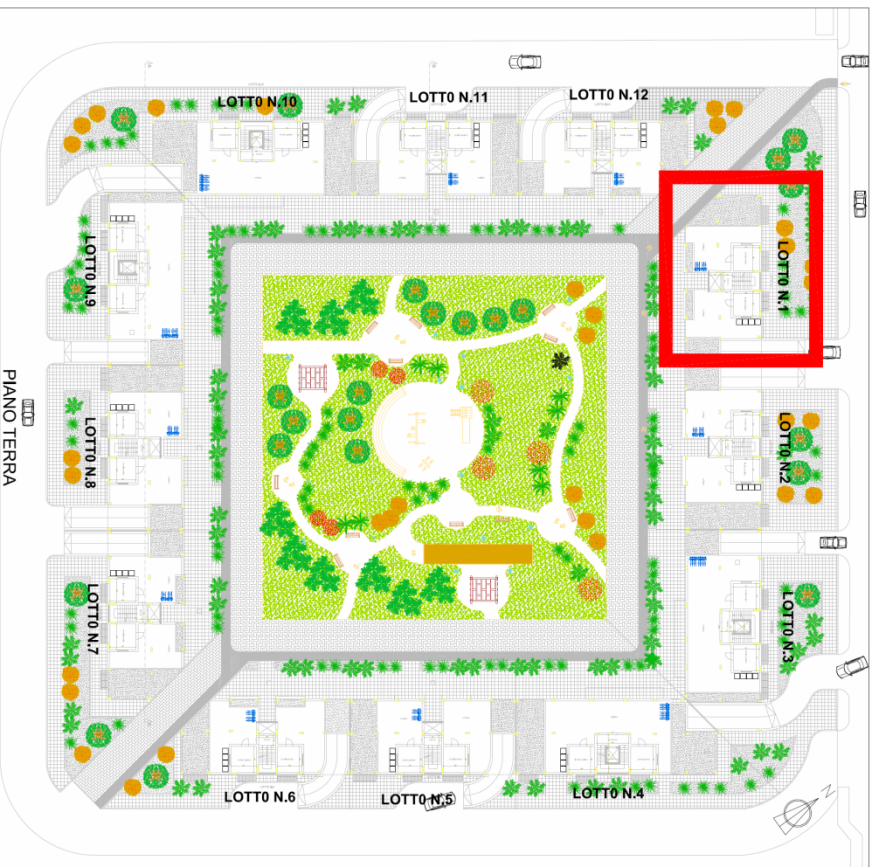 LOTT0 N.10
LOTT0 N.11
LOTT0 N.12
LOTT0 N.9
LOTT0 N.1
PIANO TERRA
LOTT0 N.8
LOTT0 N.2
LOTT0 N.7
LOTT0 N.3
LOTT0 N.6
LOTT0 N.5
LOTT0 N.4
N